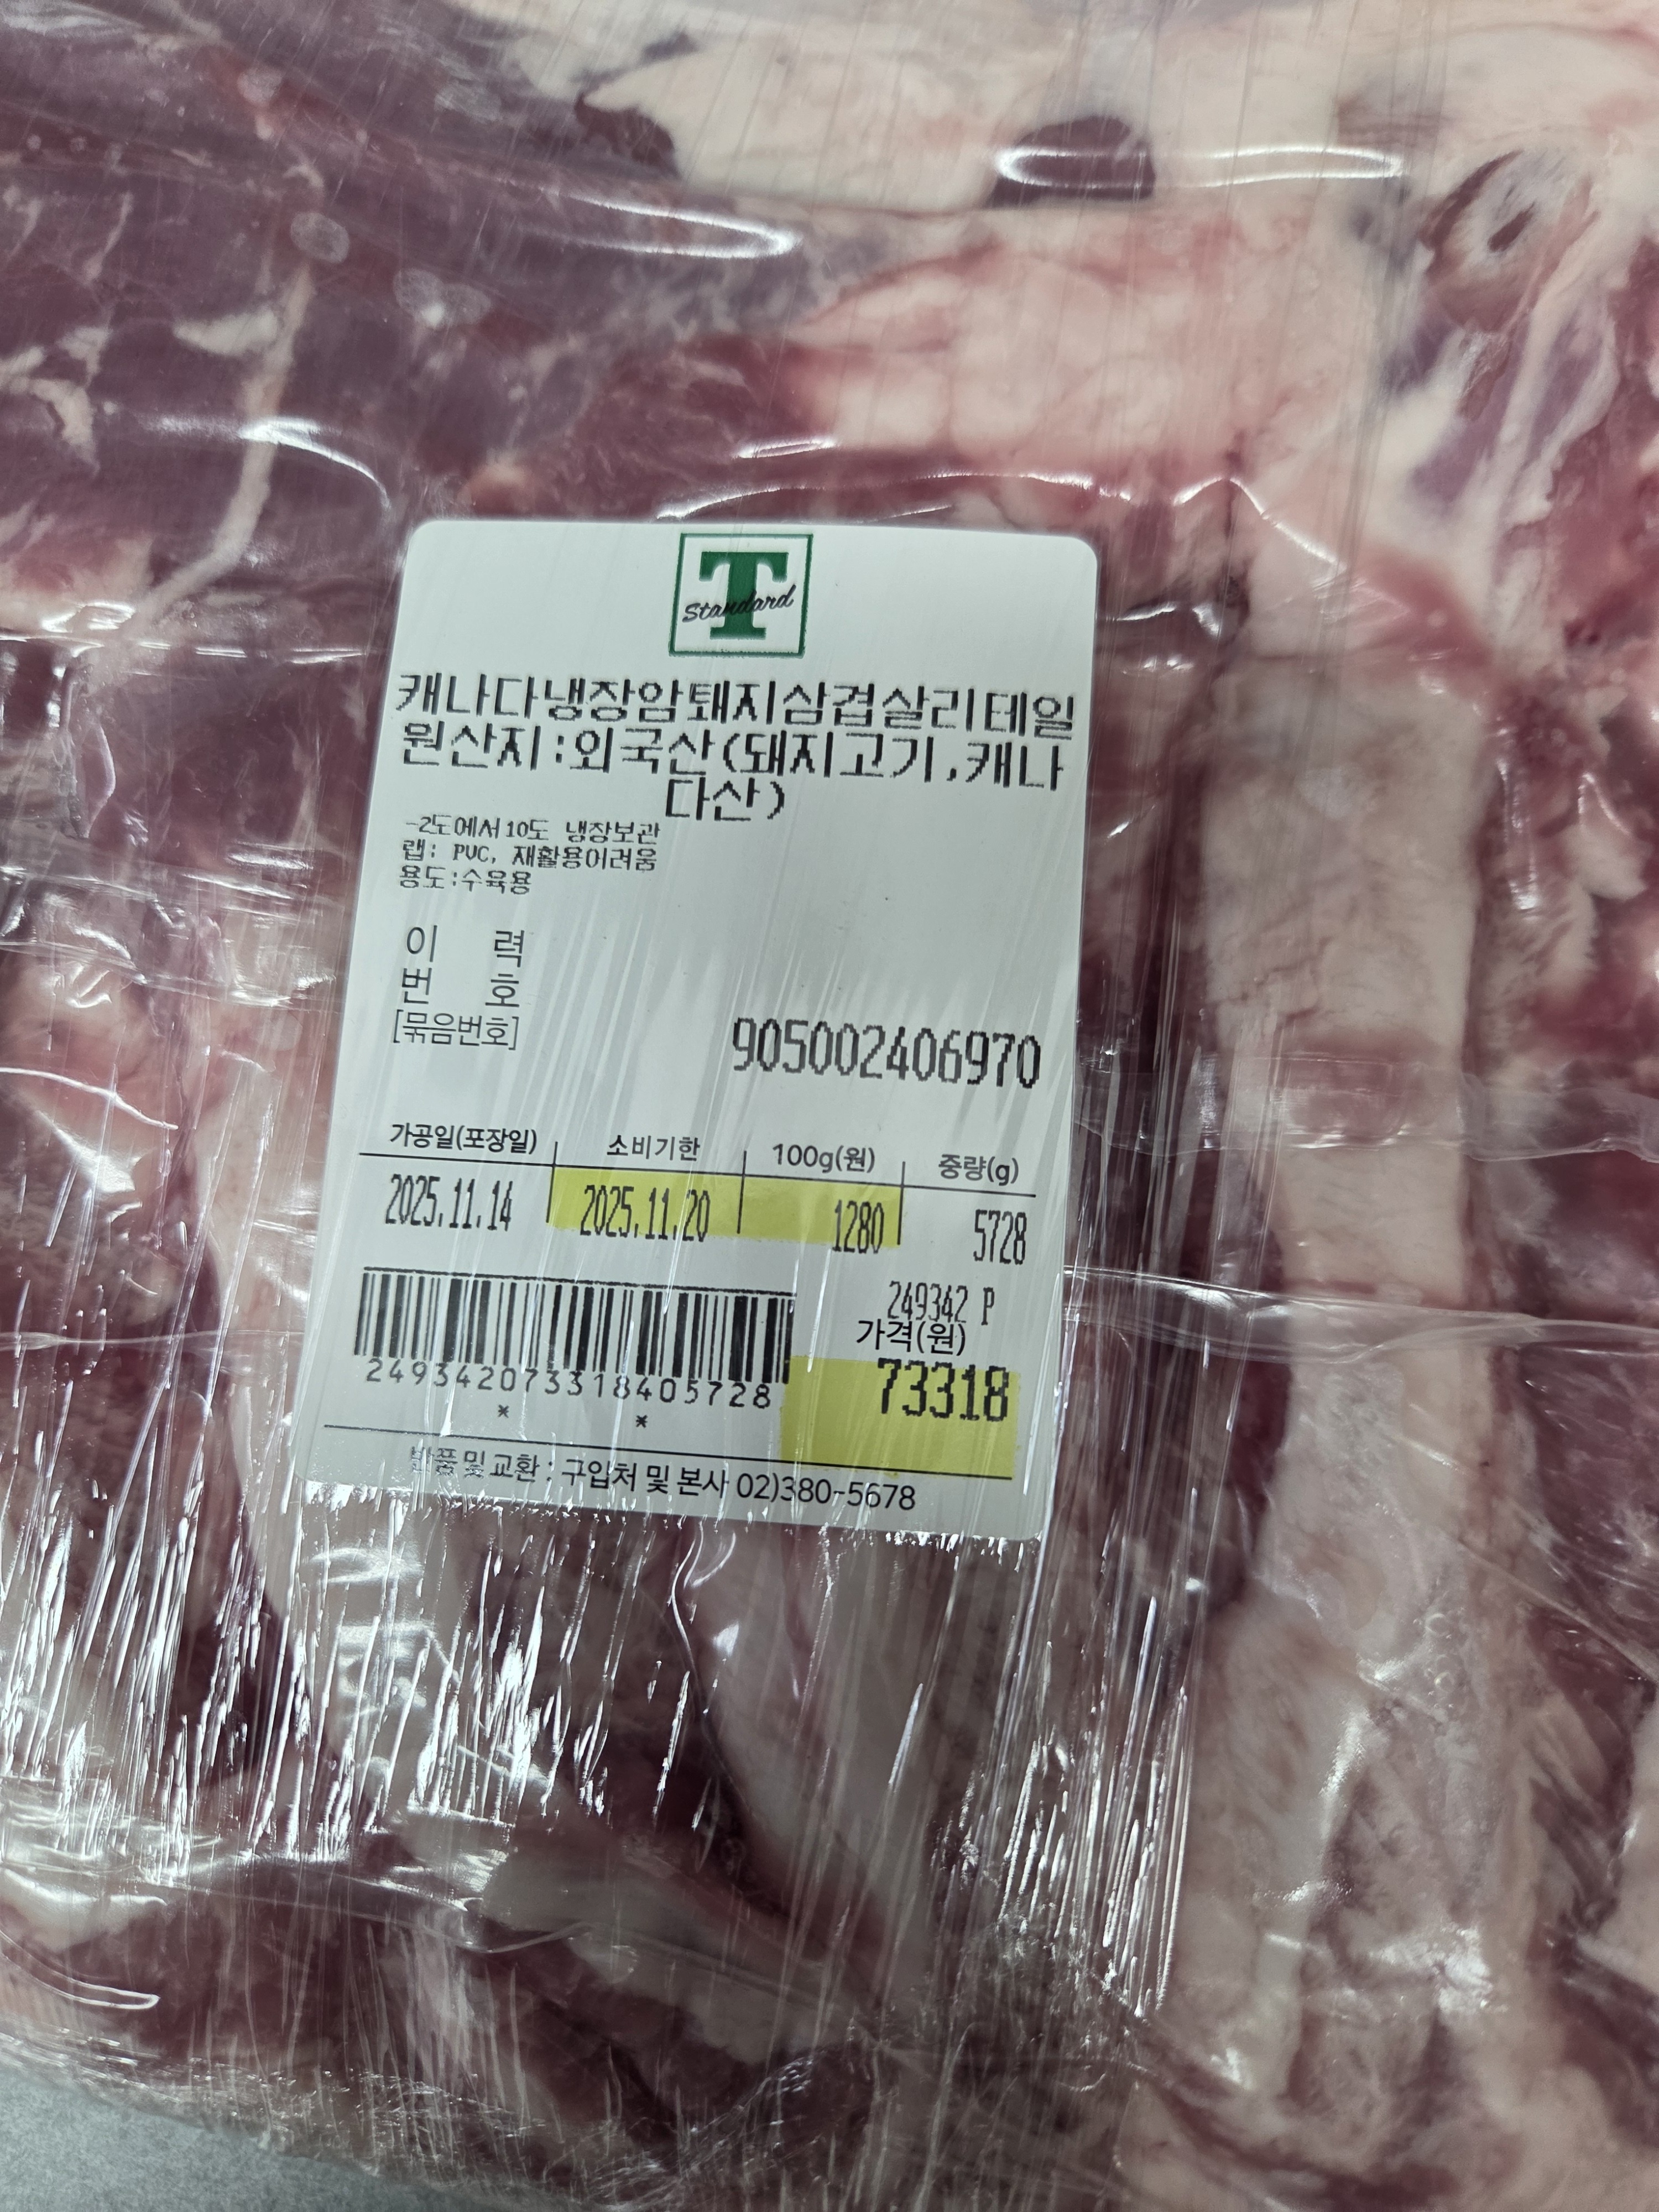 T
Standard
캐나다냉장암퇘지삼겹살리테일
원산지:외국산(돼지고기,캐나
다산)
-2도에서10도 냉장보관
랩: PVC, 재활용어려움
용도:수육용
이 력
번 호
[묶음번호]
905002406970
가공일(포장일) 소비기한 100g(원) 중량(g)
2025.11.14 2025.11.20 1280 5728
249342 P
가격(원)
73318
249342073318405728
* *
반품 및 교환 : 구입처 및 본사 02)380-5678